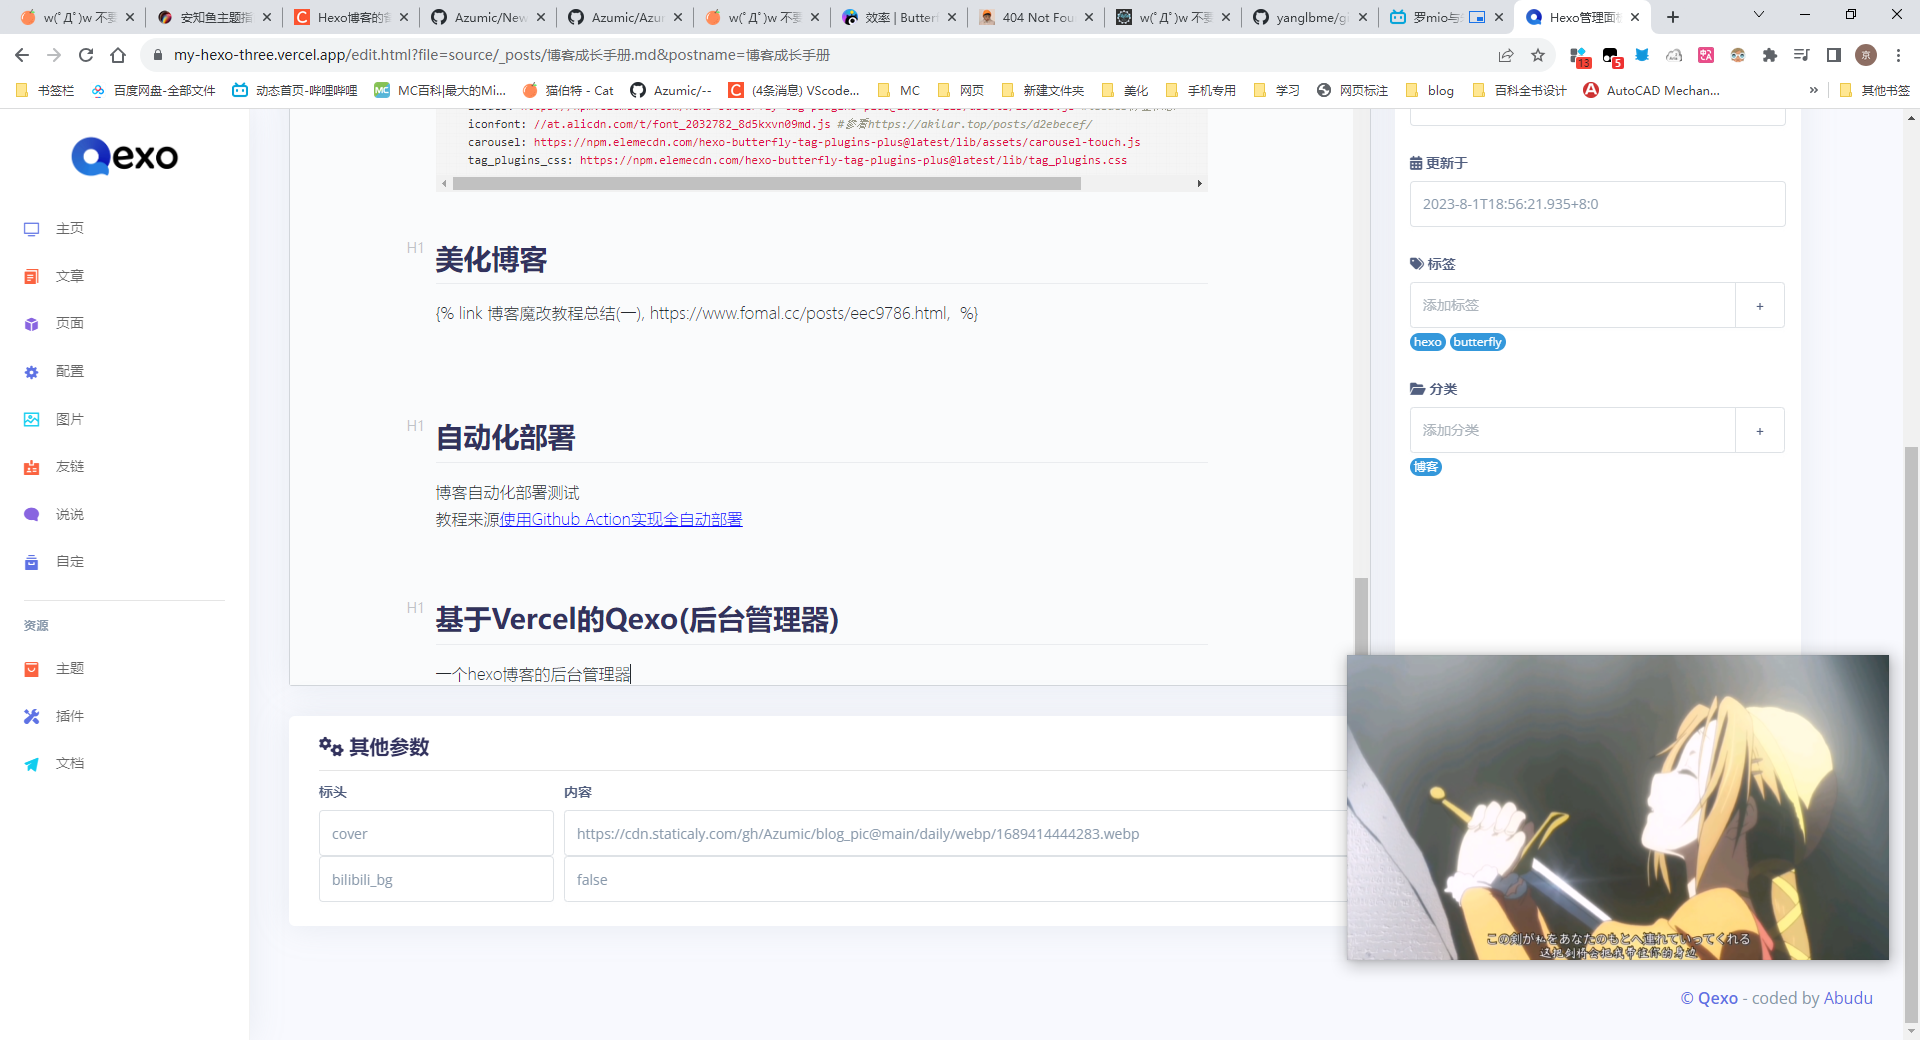 w(ﾟДﾟ)w 不要
安知鱼主题指
Hexo博客的
Azumic/New
Azumic/Azur
w(ﾟДﾟ)w 不要
效率 | Butter
404 Not Fou
w(ﾟДﾟ)w 不要
yanglbme/gi
罗mio与
Hexo管理面板
my-hexo-three.vercel.app/edit.html?file=source/_posts/博客成长手册.md&postname=博客成长手册
13
5
京
书签栏
百度网盘-全部文件
动态首页-哔哩哔哩
MC百科|最大的Mi...
猫伯特 - Cat
Azumic/--
(4条消息) VScode...
MC
网页
新建文件夹
美化
手机专用
学习
网页标注
blog
百科全书设计
AutoCAD Mechan...
»
其他书签
Qexo
主页
文章
页面
配置
图片
友链
说说
自定
资源
主题
插件
文档
iconfont: //at.alicdn.com/t/font_2032782_8d5kxvn09md.js #参看https://akilar.top/posts/d2ebecef/
carousel: https://npm.elemecdn.com/hexo-butterfly-tag-plugins-plus@latest/lib/assets/carousel-touch.js
tag_plugins_css: https://npm.elemecdn.com/hexo-butterfly-tag-plugins-plus@latest/lib/tag_plugins.css
H1
美化博客
{% link 博客魔改教程总结(一), https://www.fomal.cc/posts/eec9786.html, %}
H1
自动化部署
博客自动化部署测试
教程来源使用Github Action实现全自动部署
H1
基于Vercel的Qexo(后台管理器)
一个hexo博客的后台管理器
更新于
2023-8-1T18:56:21.935+8:0
标签
添加标签
+
hexo
butterfly
分类
添加分类
+
博客
其他参数
标头
内容
cover
https://cdn.staticaly.com/gh/Azumic/blog_pic@main/daily/webp/1689414444283.webp
bilibili_bg
false
この剣が私をあなたのもとへ連れていってくれる
这把剑将会把我带往你的身边
© Qexo - coded by Abudu